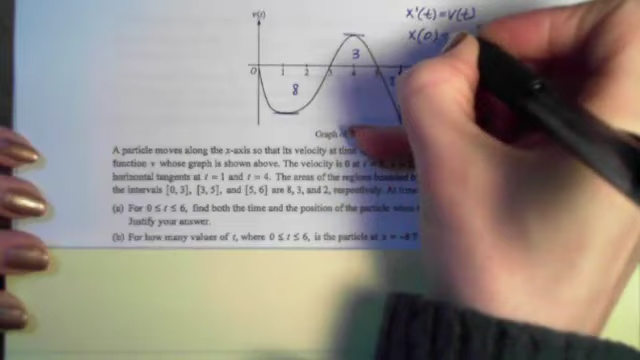 v(t)
x'(t)=v(t)
x(0)=
3
0 1 2 3 4 5
8
2
Graph of
A particle moves along the x-axis so that its velocity at time
function v whose graph is shown above. The velocity is 0 at t =
horizontal tangents at t = 1 and t = 4. The areas of the regions bounded
the intervals [0, 3], [3, 5], and [5, 6] are 8, 3, and 2, respectively. At time
(a) For 0 ≤ t ≤ 6, find both the time and the position of the particle when
Justify your answer.
(b) For how many values of t, where 0 ≤ t ≤ 6, is the particle at x = −8?